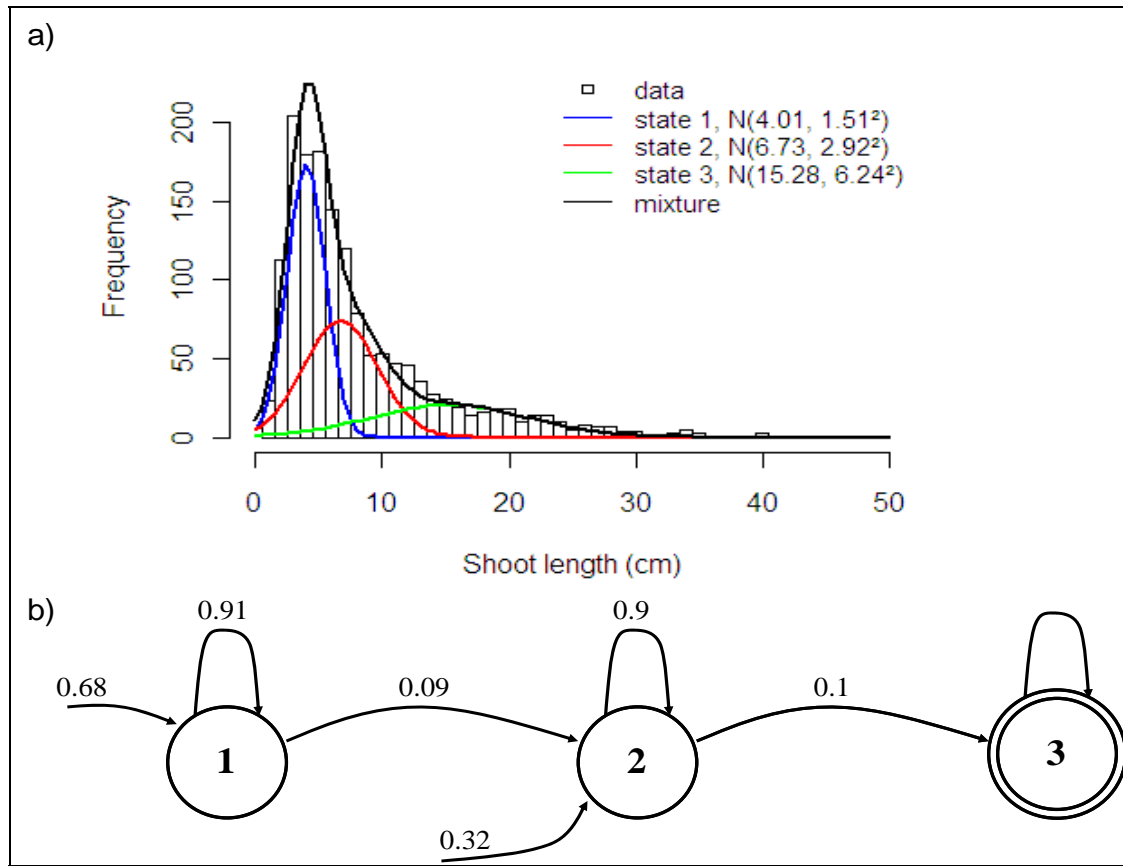 a)
data
state 1, N(4.01, 1.51²)
state 2, N(6.73, 2.92²)
state 3, N(15.28, 6.24²)
mixture
Frequency
200
150
100
50
0
0 10 20 30 40 50
Shoot length (cm)
b)
0.91 0.9
0.68 0.09 0.1
1 2 3
0.32